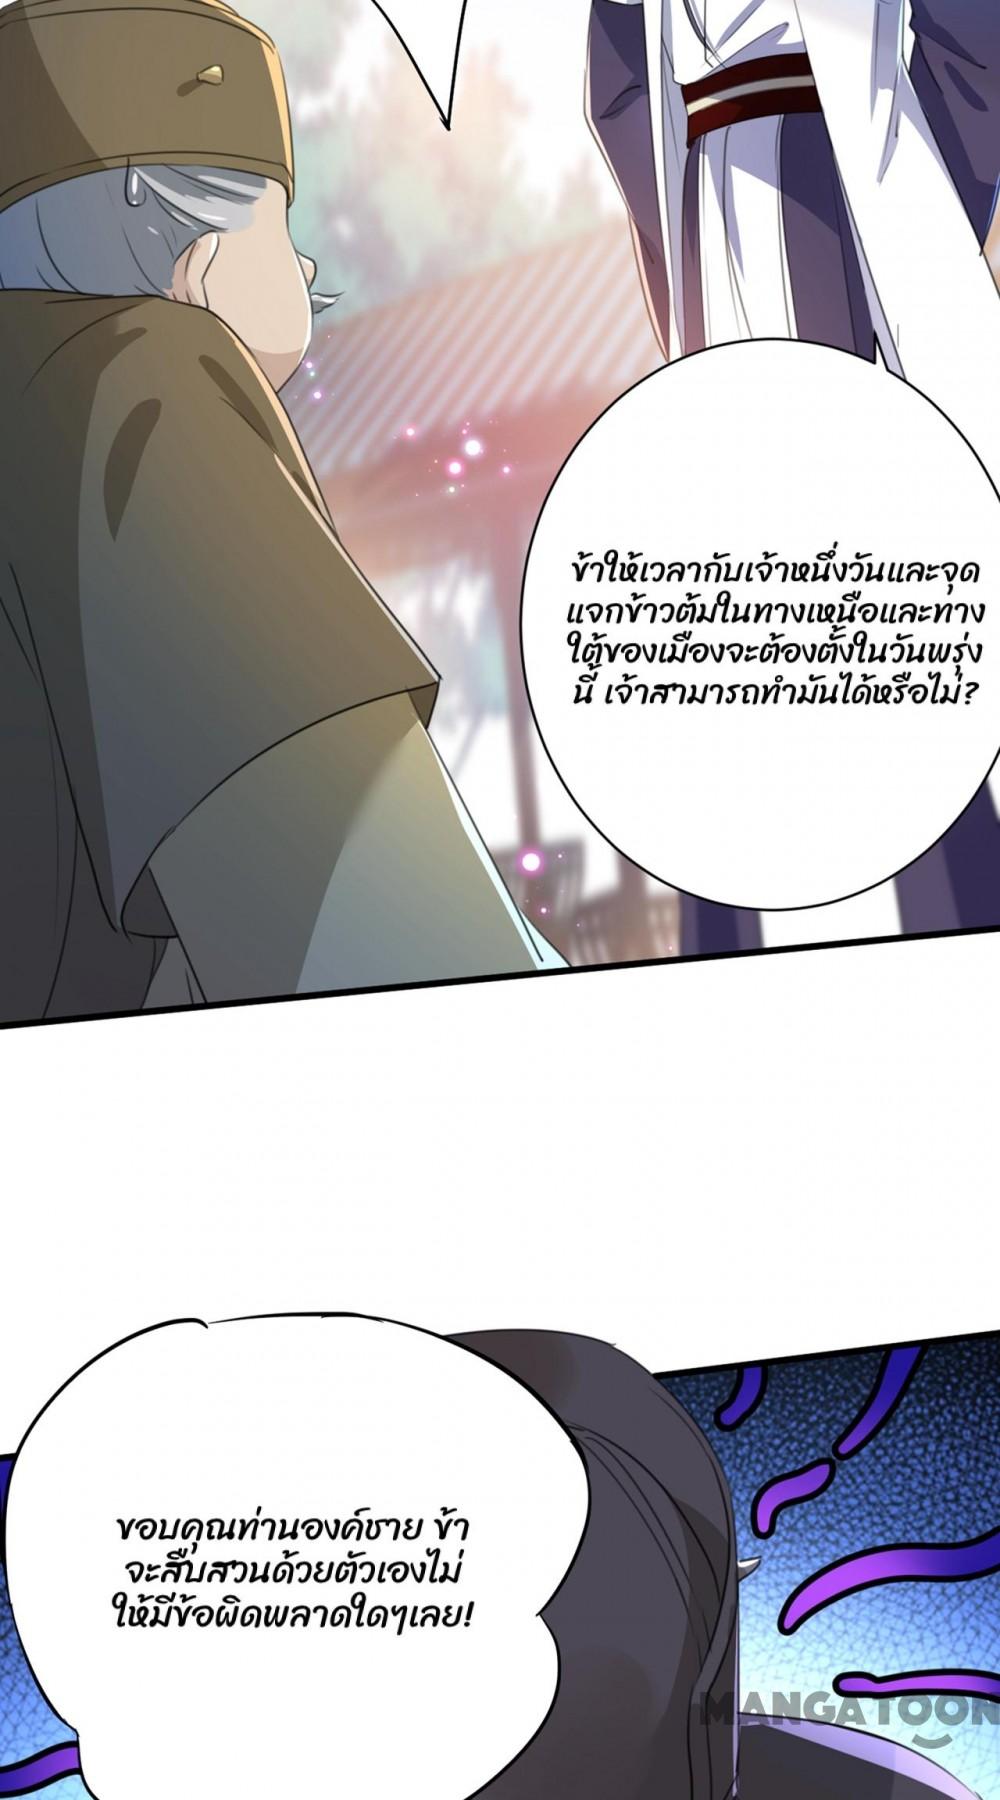 ข้าให้เวลากับเจ้าหนึ่งวันและจุด
แจกข้าวต้มในทางเหนือและทาง
ใต้ของเมืองจะต้องตั้งในวันพรุ่ง
นี้ เจ้าสามารถทำมันได้หรือไม่?
ขอบคุณท่านองค์ชาย ข้า
จะสืบสวนด้วยตัวเองไม่
ให้มีข้อผิดพลาดใดๆเลย!
MANGATOON